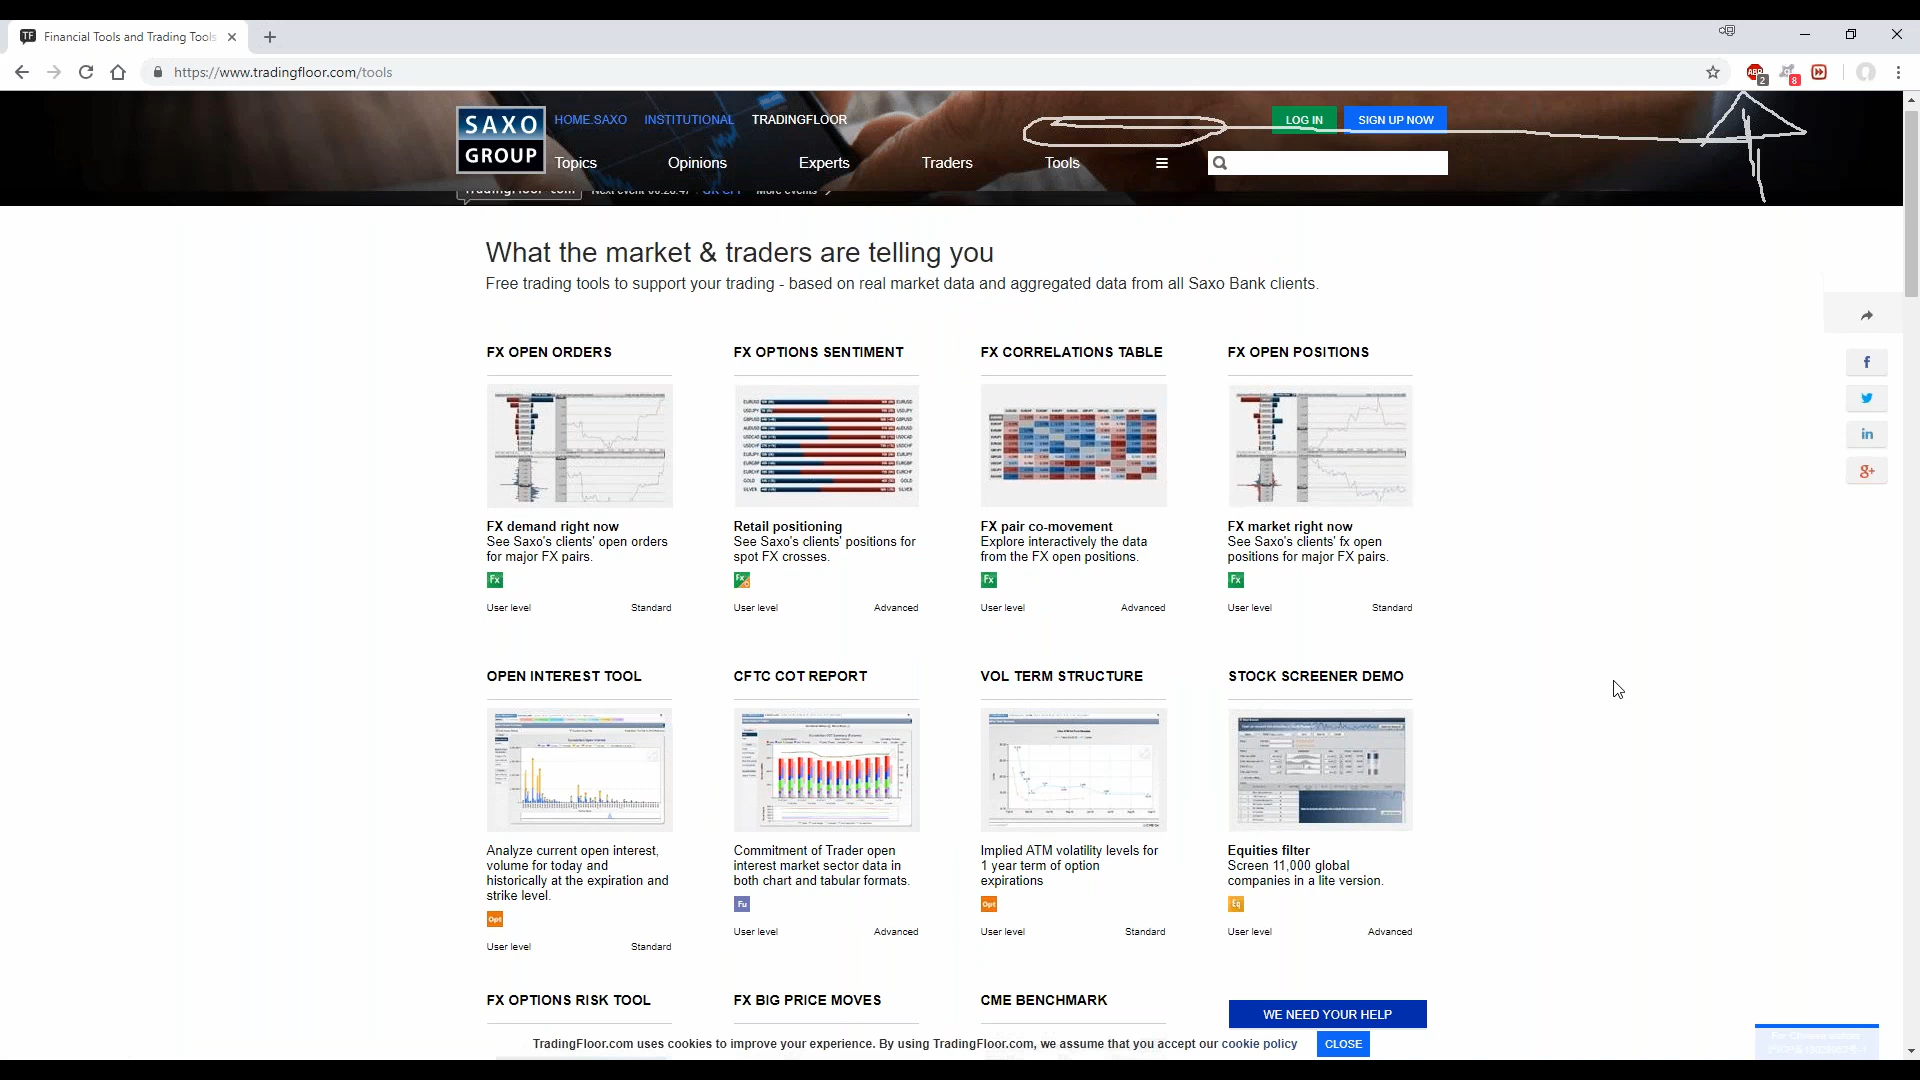 Financial Tools and Trading Tools
https://www.tradingfloor.com/tools
2
8
SAXO GROUP
HOME.SAXO INSTITUTIONAL TRADINGFLOOR
LOG IN
SIGN UP NOW
Topics Opinions Experts Traders Tools
What the market & traders are telling you
Free trading tools to support your trading - based on real market data and aggregated data from all Saxo Bank clients.
FX OPEN ORDERS
FX demand right now
See Saxo's clients' open orders
for major FX pairs.
Fx
User level Standard
FX OPTIONS SENTIMENT
Retail positioning
See Saxo's clients' positions for
spot FX crosses.
Fx
User level Advanced
FX CORRELATIONS TABLE
FX pair co-movement
Explore interactively the data
from the FX open positions.
Fx
User level Advanced
FX OPEN POSITIONS
FX market right now
See Saxo's clients' fx open
positions for major FX pairs.
Fx
User level Standard
OPEN INTEREST TOOL
Analyze current open interest,
volume for today and
historically at the expiration and
strike level.
Opt
User level Standard
CFTC COT REPORT
Commitment of Trader open
interest market sector data in
both chart and tabular formats.
Fu
User level Advanced
VOL TERM STRUCTURE
Implied ATM volatility levels for
1 year term of option
expirations
Opt
User level Standard
STOCK SCREENER DEMO
Equities filter
Screen 11,000 global
companies in a lite version.
Eq
User level Advanced
FX OPTIONS RISK TOOL
FX BIG PRICE MOVES
CME BENCHMARK
WE NEED YOUR HELP
TradingFloor.com uses cookies to improve your experience. By using TradingFloor.com, we assume that you accept our cookie policy
CLOSE